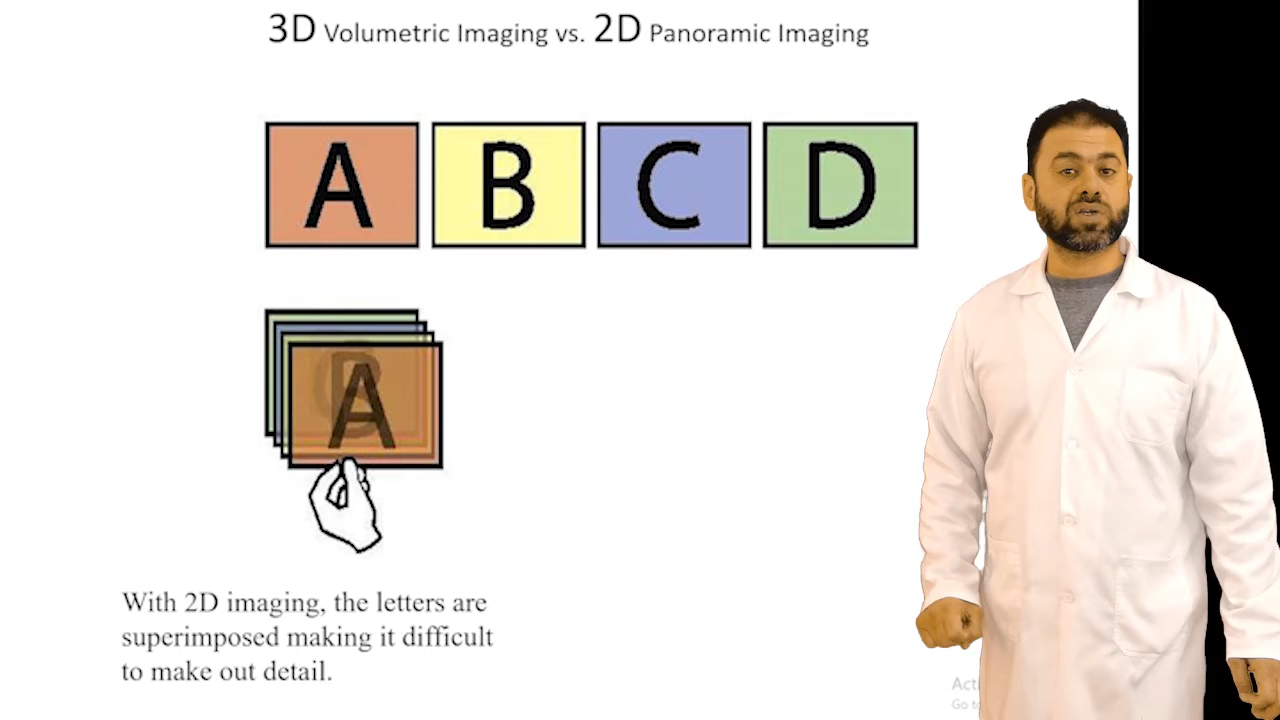 3D Volumetric Imaging vs. 2D Panoramic Imaging
A B C D
A
With 2D imaging, the letters are
superimposed making it difficult
to make out detail.